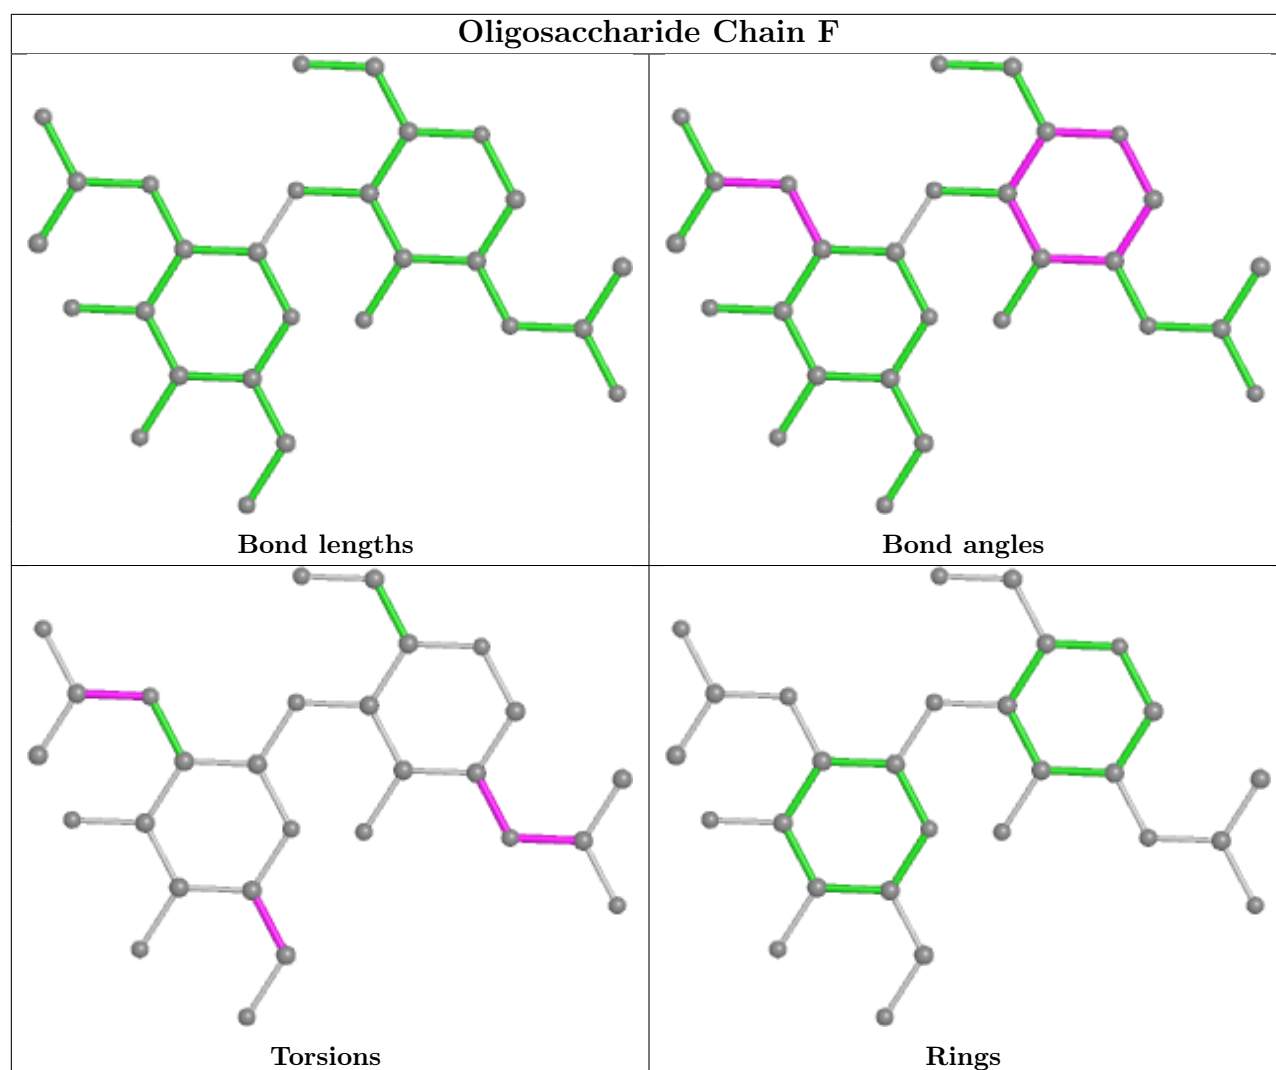 Oligosaccharide Chain F
Bond lengths
Bond angles
Torsions
Rings